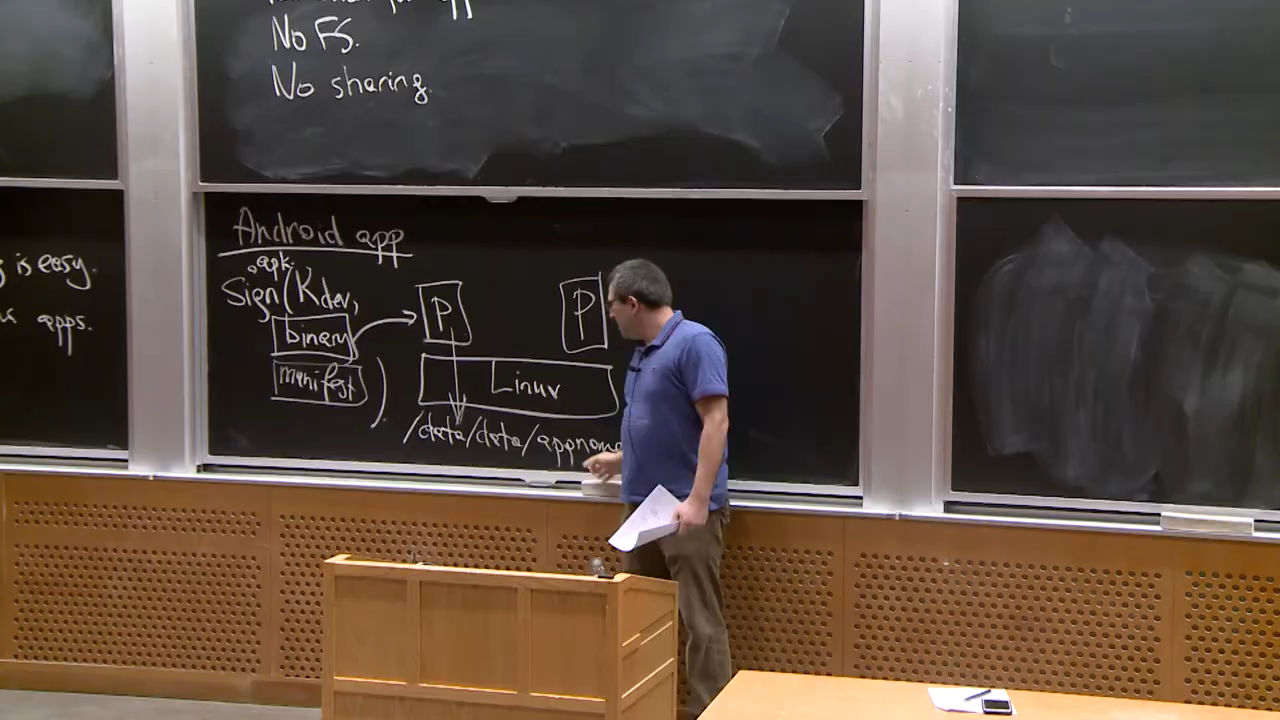 No FS.
No sharing.
is easy.
apps.
Android app
.apk
Sign(Kdev,
binary
manifest)
P
P
Linux
/data/data/appname